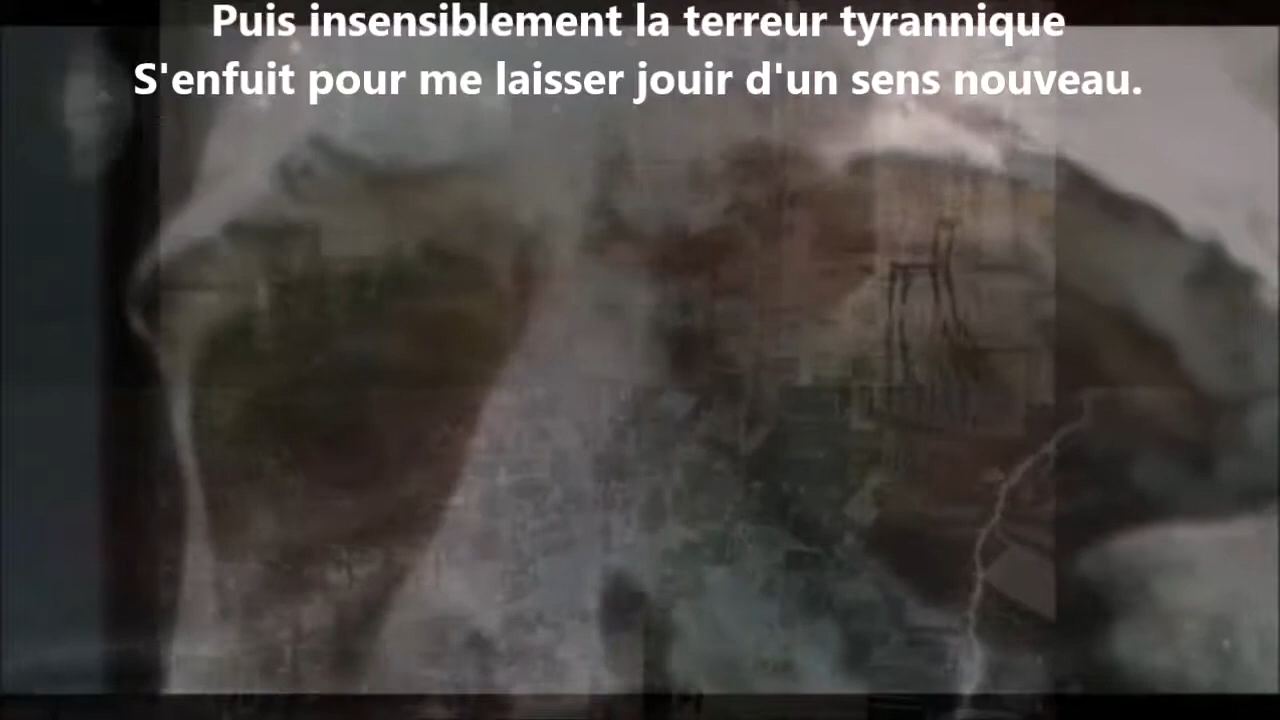 Puis insensiblement la terreur tyrannique
S'enfuit pour me laisser jouir d'un sens nouveau.